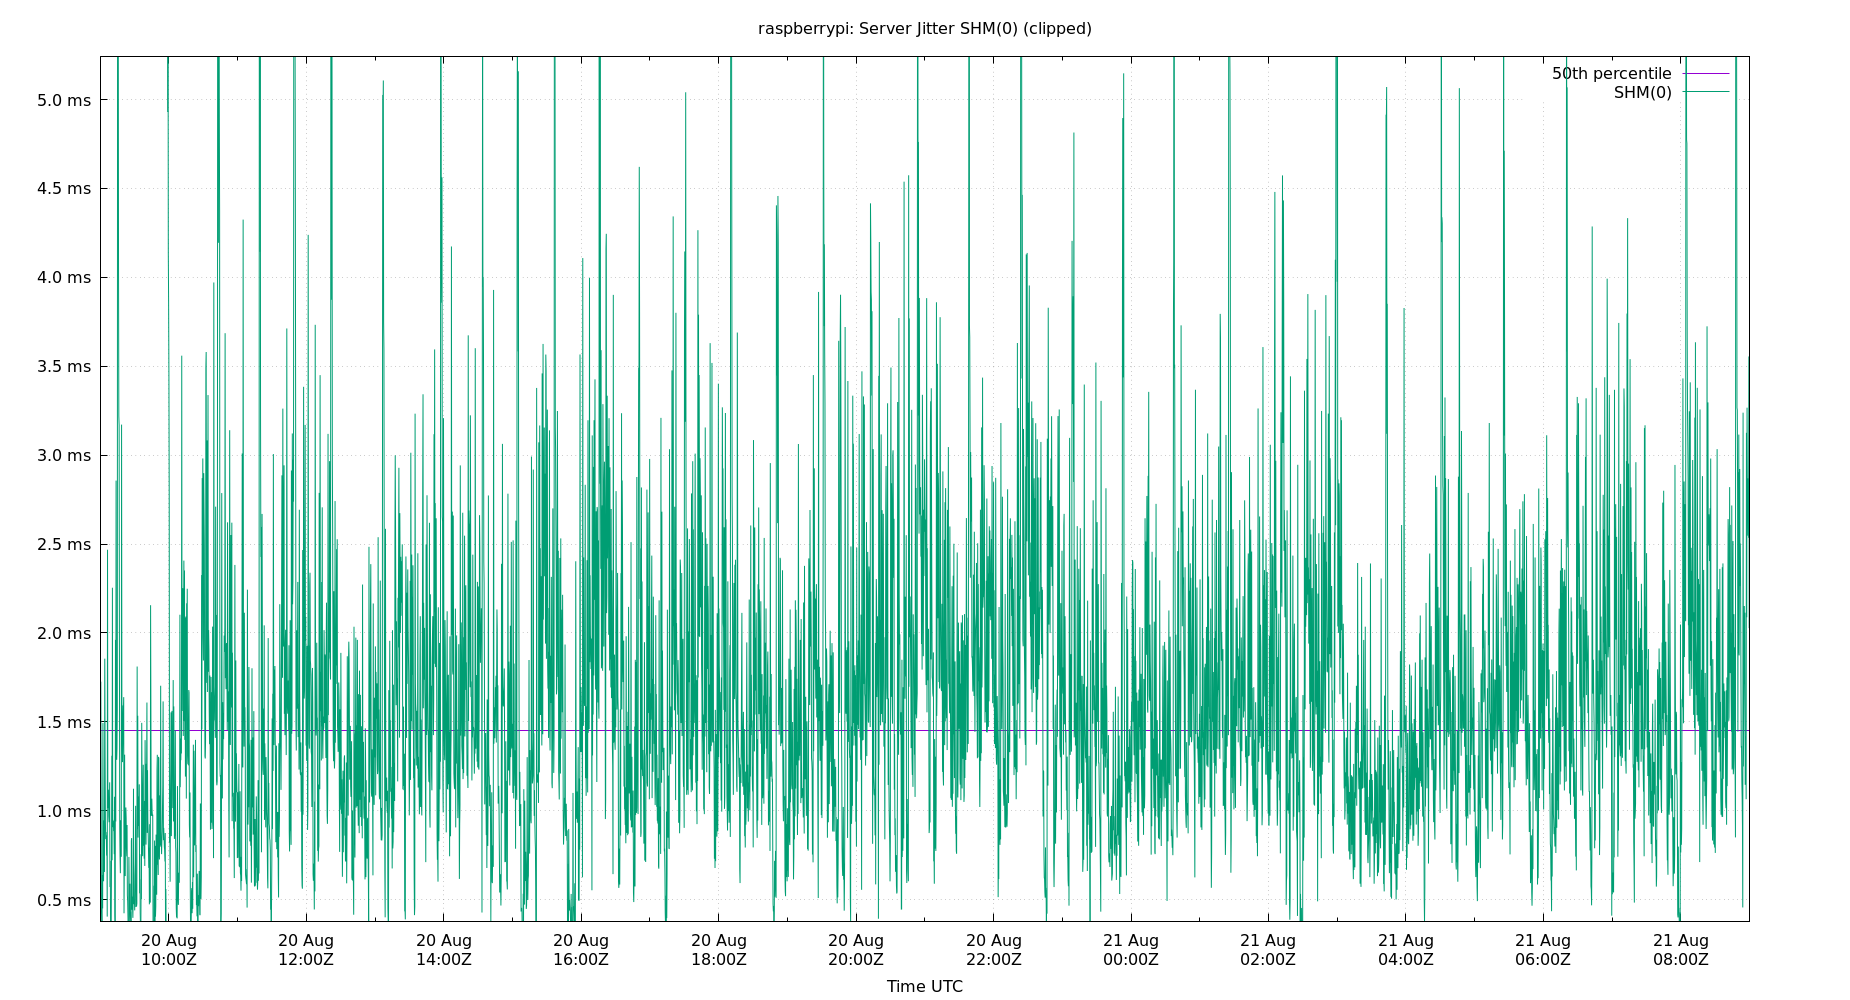 raspberrypi: Server Jitter SHM(0) (clipped)
50th percentile
SHM(0)
5.0 ms
4.5 ms
4.0 ms
3.5 ms
3.0 ms
2.5 ms
2.0 ms
1.5 ms
1.0 ms
0.5 ms
20 Aug 20 Aug 20 Aug 20 Aug 20 Aug 20 Aug 20 Aug 21 Aug 21 Aug 21 Aug 21 Aug 21 Aug
10:00Z 12:00Z 14:00Z 16:00Z 18:00Z 20:00Z 22:00Z 00:00Z 02:00Z 04:00Z 06:00Z 08:00Z
Time UTC